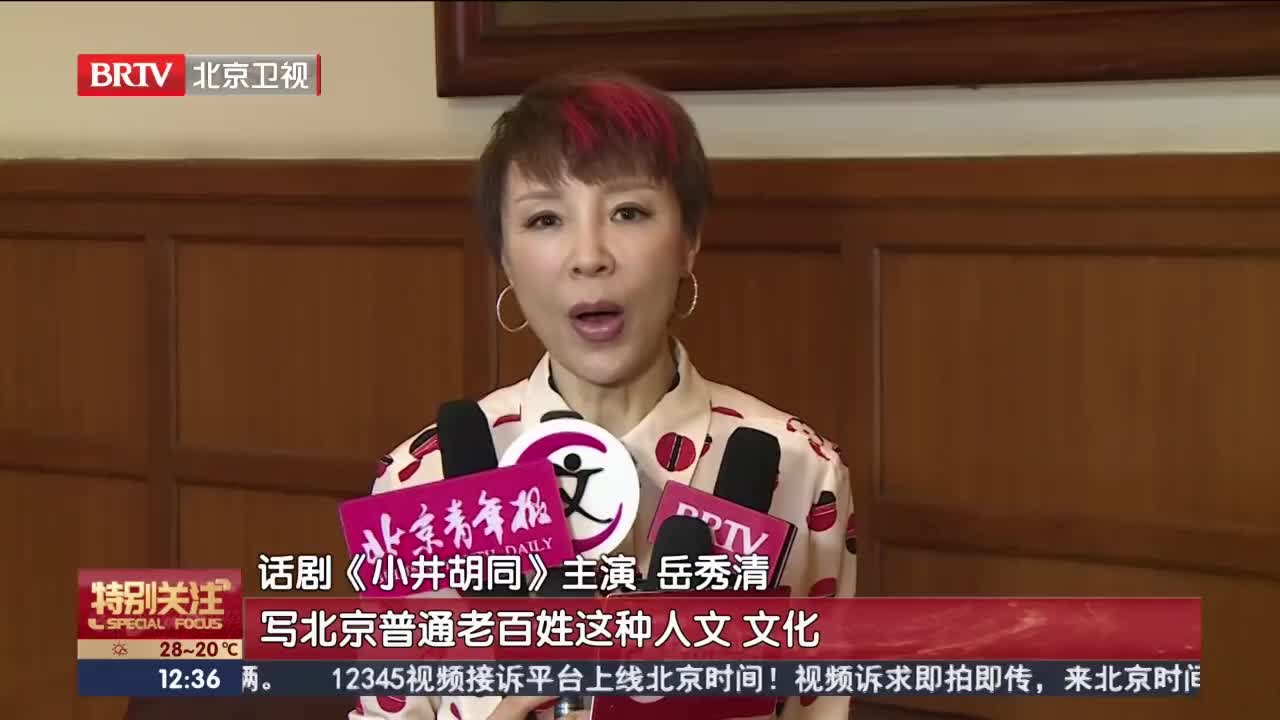 BRTV 北京卫视
文
北京青年报
DAILY
BRTV
话剧《小井胡同》主演 岳秀清
特别关注
SPECIAL FOCUS
写北京普通老百姓这种人文 文化
28~20℃
12:36
辆。 12345视频接诉平台上线北京时间！视频诉求即拍即传，来北京时间